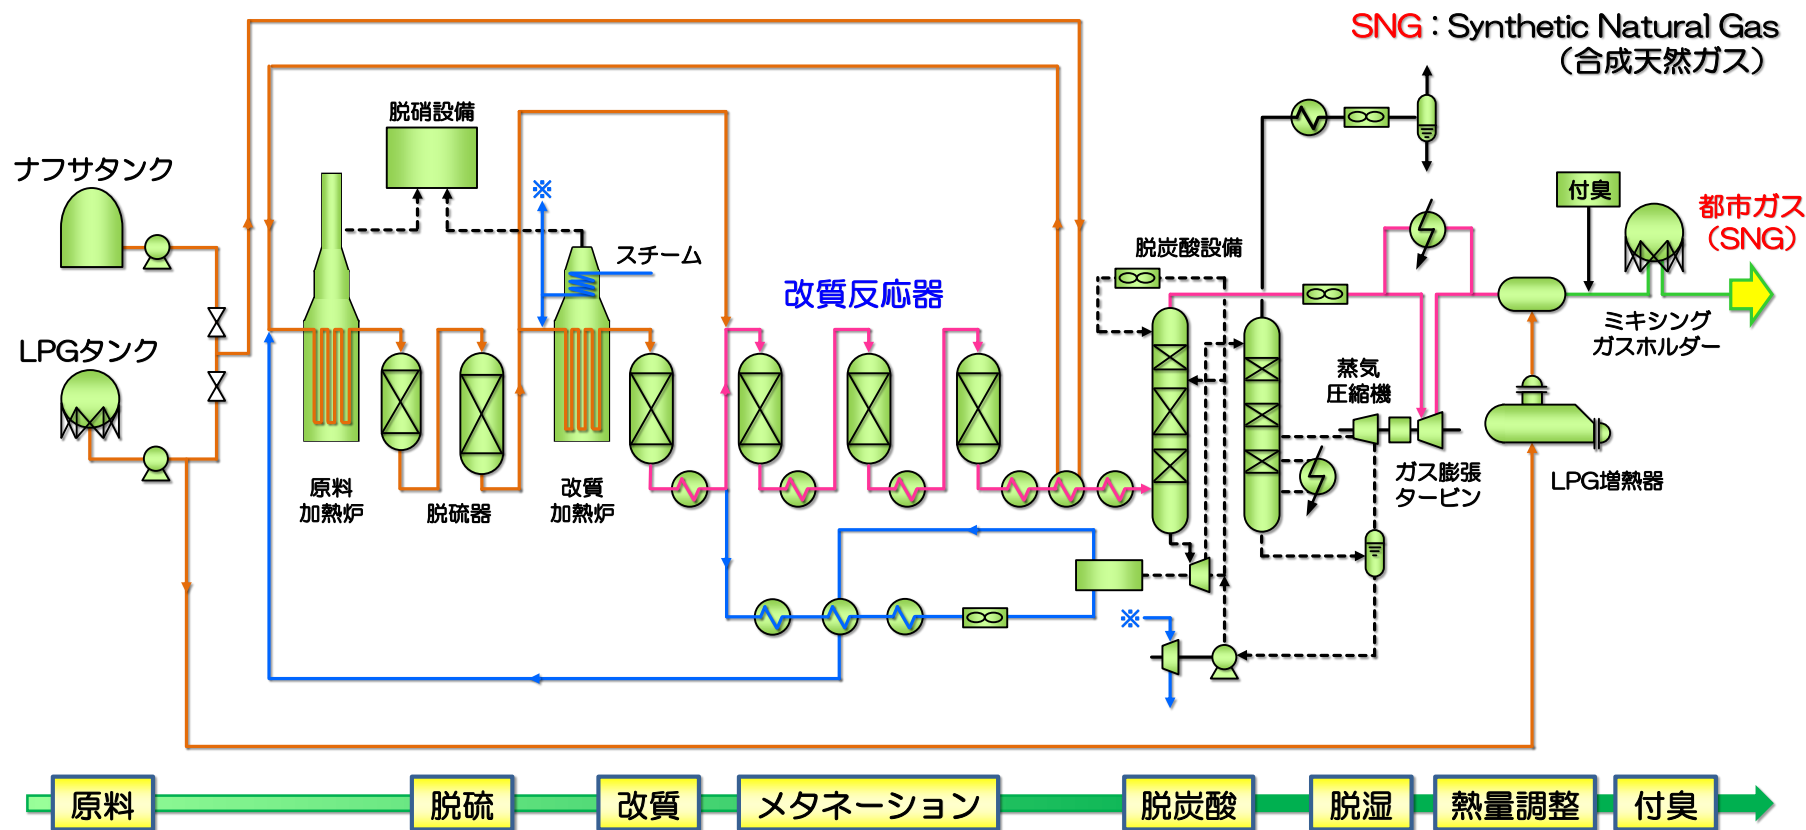 SNG：Synthetic Natural Gas
（合成天然ガス）
脱硝設備
ナフサタンク
※
スチーム
改質反応器
脱炭酸設備
付臭
都市ガス
（SNG）
LPGタンク
ミキシング
ガスホルダー
蒸気
圧縮機
原料
加熱炉
脱硫器
改質
加熱炉
ガス膨張
タービン
LPG増熱器
※
原料
脱硫
改質
メタネーション
脱炭酸
脱湿
熱量調整
付臭